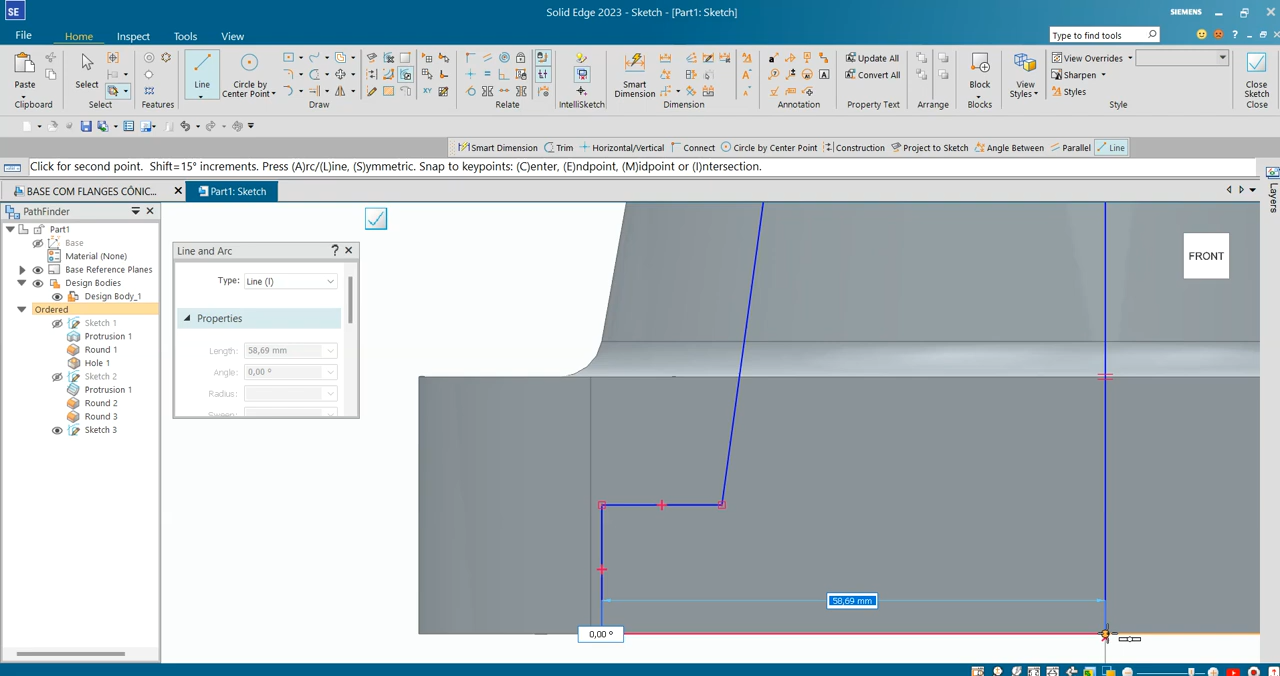 SE
Solid Edge 2023 - Sketch - [Part1: Sketch]
SIEMENS
File
Home
Inspect
Tools
View
Type to find tools
Paste
Clipboard
Select
Select
Features
Line
Circle by
Center Point
Draw
Relate
IntelliSketch
Smart
Dimension
Dimension
Annotation
Update All
Convert All
Property Text
Arrange
Block
Blocks
View
Styles
View Overrides
Sharpen
Styles
Style
Close
Sketch
Close
Smart Dimension
Trim
Horizontal/Vertical
Connect
Circle by Center Point
Construction
Project to Sketch
Angle Between
Parallel
Line
Click for second point.  Shift=15° increments. Press (A)rc/(L)ine, (S)ymmetric. Snap to keypoints: (C)enter, (E)ndpoint, (M)idpoint or (I)ntersection.
BASE COM FLANGES CÔNIC...
Part1: Sketch
Layers
PathFinder
Part1
Base
Material (None)
Base Reference Planes
Design Bodies
Design Body_1
Ordered
Sketch 1
Protrusion 1
Round 1
Hole 1
Sketch 2
Protrusion 1
Round 2
Round 3
Sketch 3
Line and Arc
?
Type:
Line (l)
Properties
Length:
58,69 mm
Angle:
0,00 º
Radius:
FRONT
58,69 mm
0,00 º